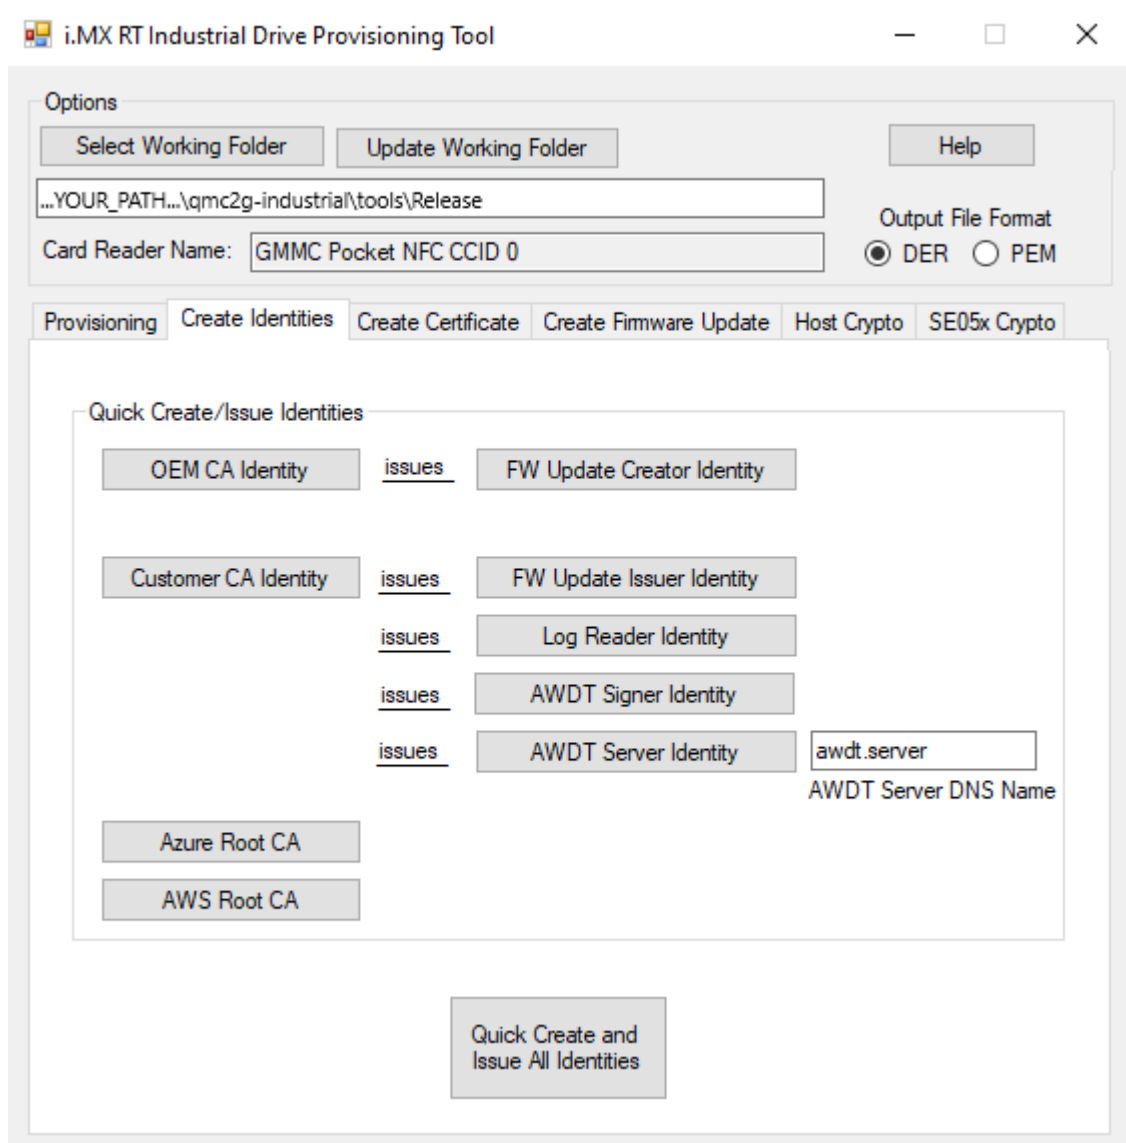 i.MX RT Industrial Drive Provisioning Tool
Options
Select Working Folder
Update Working Folder
Help
...YOUR_PATH...\qmc2g-industrial\tools\Release
Output File Format
Card Reader Name:
GMMC Pocket NFC CCID 0
DER
PEM
Provisioning
Create Identities
Create Certificate
Create Firmware Update
Host Crypto
SE05x Crypto
Quick Create/Issue Identities
OEM CA Identity
issues
FW Update Creator Identity
Customer CA Identity
issues
FW Update Issuer Identity
issues
Log Reader Identity
issues
AWDT Signer Identity
issues
AWDT Server Identity
awdt.server
AWDT Server DNS Name
Azure Root CA
AWS Root CA
Quick Create and
Issue All Identities